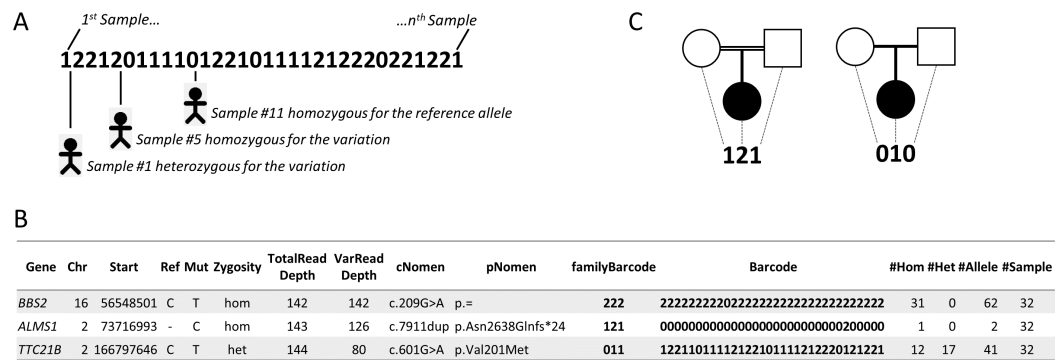 A
1st Sample... ...nth Sample
12212011110122101111212220221221
Sample #11 homozygous for the reference allele
Sample #5 homozygous for the variation
Sample #1 heterozygous for the variation
C
121 010
B
Gene Chr Start Ref Mut Zygosity TotalRead Depth VarRead Depth cNomen pNomen familyBarcode Barcode #Hom #Het #Allele #Sample
BBS2 16 56548501 C T hom 142 142 c.209G>A p.= 222 22222222202222222222222222222222 31 0 62 32
ALMS1 2 73716993 - C hom 143 126 c.7911dup p.Asn2638Glnfs*24 121 00000000000000000000000000200000 1 0 2 32
TTC21B 2 166797646 C T het 144 80 c.601G>A p.Val201Met 011 12211011112122101111222220121221 12 17 41 32